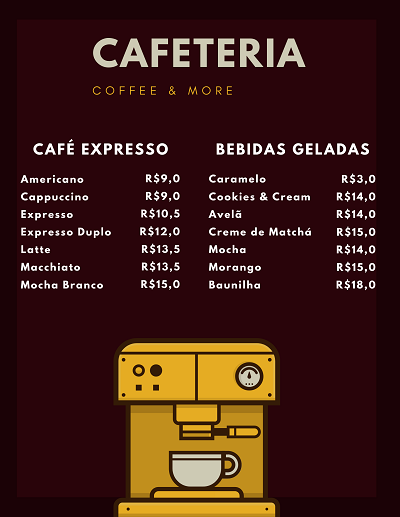 CAFETERIA
COFFEE & MORE
CAFÉ EXPRESSO
Americano R$9,0
Cappuccino R$9,0
Expresso R$10,5
Expresso Duplo R$12,0
Latte R$13,5
Macchiato R$13,5
Mocha Branco R$15,0
BEBIDAS GELADAS
Caramelo R$3,0
Cookies & Cream R$14,0
Avelã R$14,0
Creme de Matchá R$15,0
Mocha R$14,0
Morango R$15,0
Baunilha R$18,0